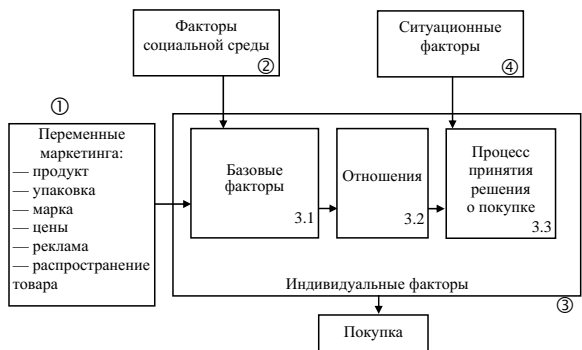 Факторы
социальной среды
②
Ситуационные
факторы
④
①
Переменные
маркетинга:
— продукт
— упаковка
— марка
— цены
— реклама
— распространение
товара
Базовые
факторы
3.1
Отношения
3.2
Процесс
принятия
решения
о покупке
3.3
Индивидуальные факторы
③
Покупка